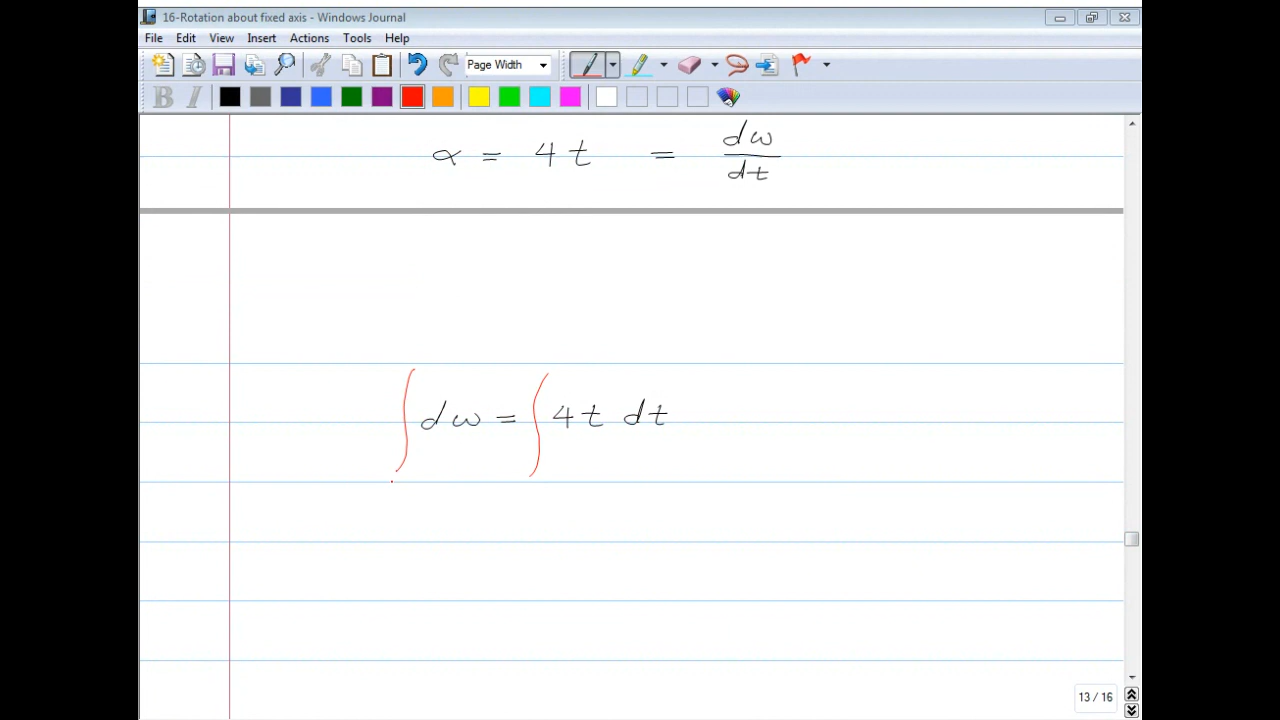 16-Rotation about fixed axis - Windows Journal
File Edit View Insert Actions Tools Help
Page Width
B I
α = 4t = dω/dt
∫dω = ∫4t dt
13 / 16